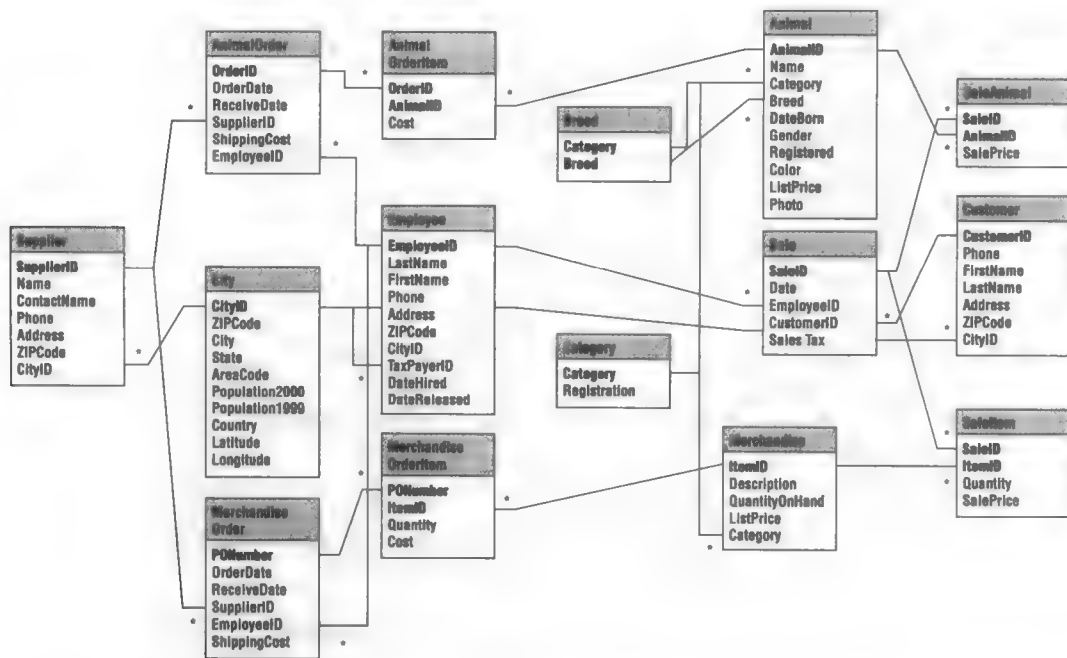 AnimalOrder
OrderID
OrderDate
ReceiveDate
SupplierID
ShippingCost
EmployeeID
Animal
OrderItem
OrderID
AnimalID
Cost
Breed
Category
Breed
Animal
AnimalID
Name
Category
Breed
DateBorn
Gender
Registered
Color
ListPrice
Photo
SaleAnimal
SaleID
AnimalID
SalePrice
Supplier
SupplierID
Name
ContactName
Phone
Address
ZIPCode
CityID
City
CityID
ZIPCode
City
State
AreaCode
Population2000
Population1999
Country
Latitude
Longitude
Employee
EmployeeID
LastName
FirstName
Phone
Address
ZIPCode
CityID
TaxPayerID
DateHired
DateReleased
Category
Category
Registration
Sale
SaleID
Date
EmployeeID
CustomerID
Sales Tax
Customer
CustomerID
Phone
FirstName
LastName
Address
ZIPCode
CityID
Merchandise
Order
PONumber
OrderDate
ReceiveDate
SupplierID
EmployeeID
ShippingCost
Merchandise
OrderItem
PONumber
ItemID
Quantity
Cost
Merchandise
ItemID
Description
QuantityOnHand
ListPrice
Category
SaleItem
SaleID
ItemID
Quantity
SalePrice